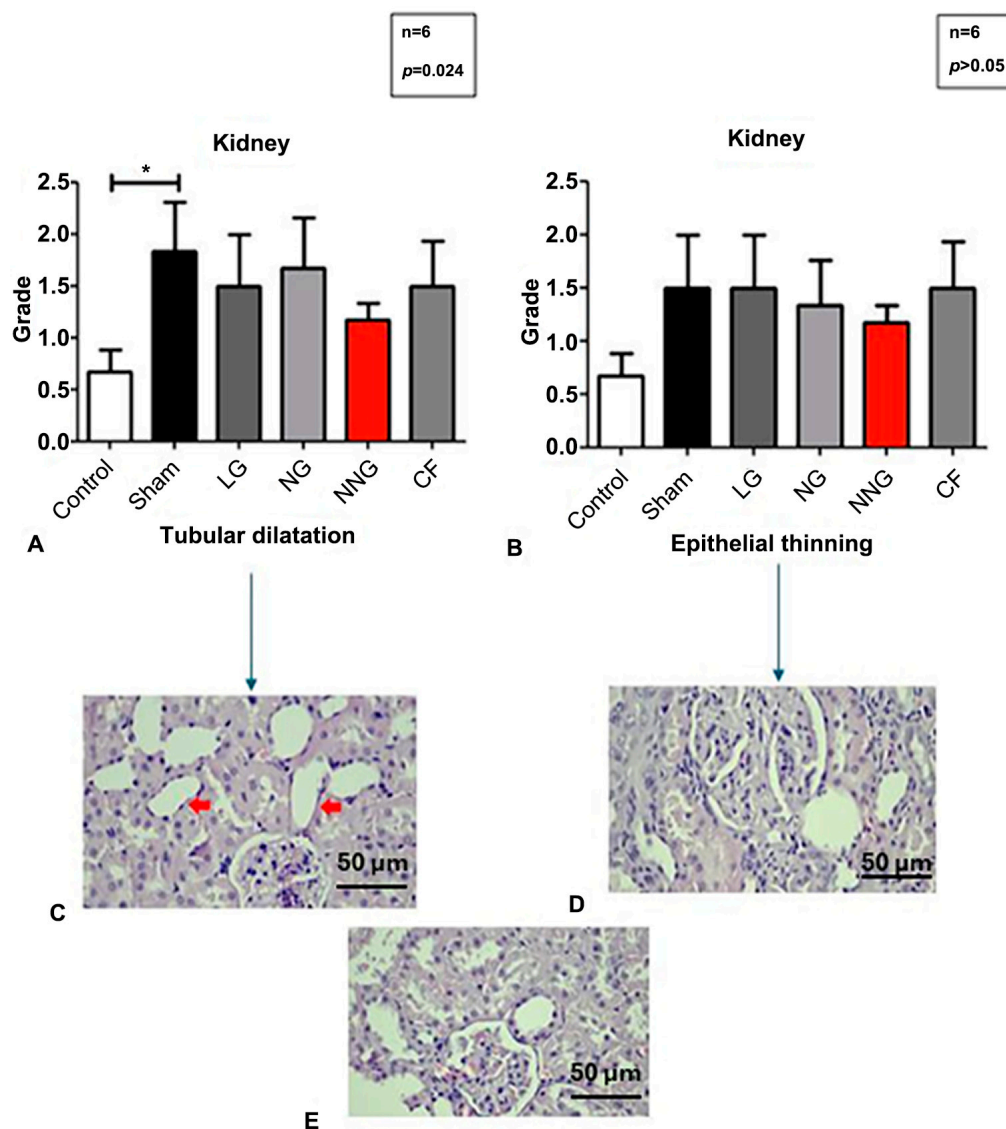 n=6
p=0.024
n=6
p>0.05
Kidney
Kidney
*
2.5
2.0
1.5
1.0
0.5
0.0
Grade
Control
Sham
LG
NG
NNG
CF
2.5
2.0
1.5
1.0
0.5
0.0
Grade
Control
Sham
LG
NG
NNG
CF
A
Tubular dilatation
B
Epithelial thinning
50 µm
C
50 µm
D
50 µm
E